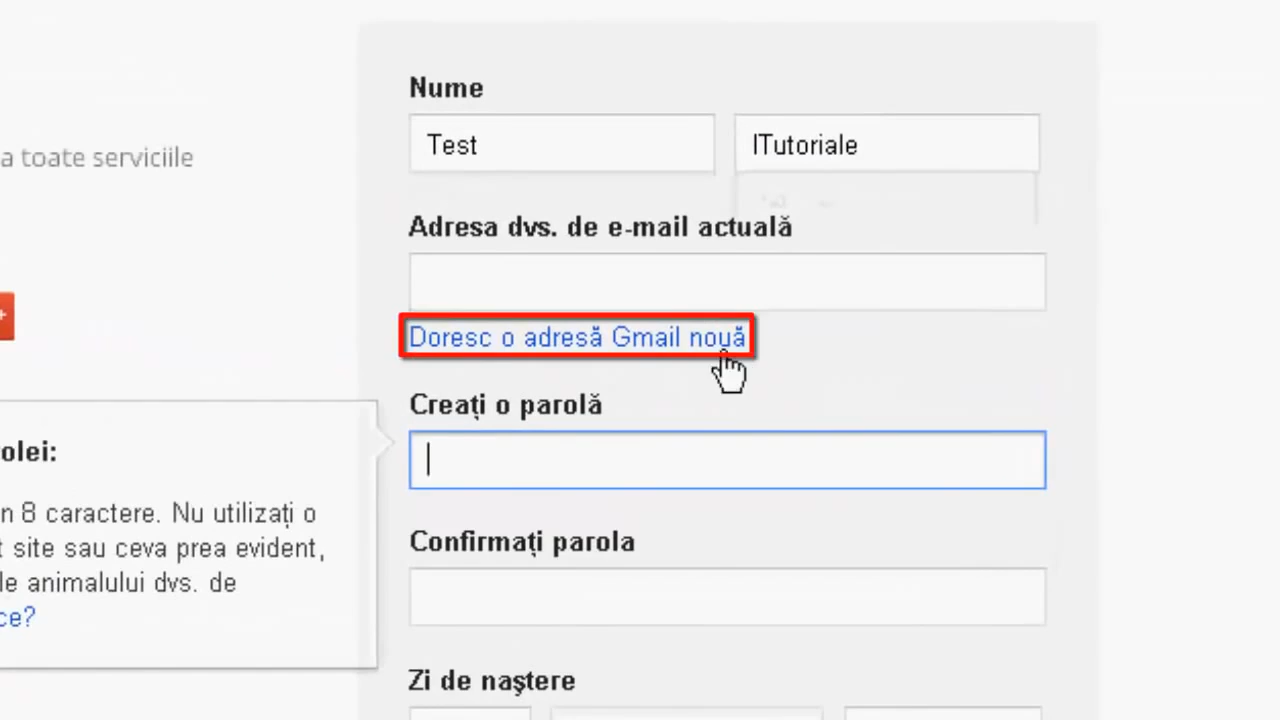 Nume
Test
ITutoriale
a toate serviciile
Adresa dvs. de e-mail actuală
+
Doresc o adresă Gmail nouă
Creați o parolă
olei:
n 8 caractere. Nu utilizați o
t site sau ceva prea evident,
le animalului dvs. de
ce?
Confirmați parola
Zi de naștere